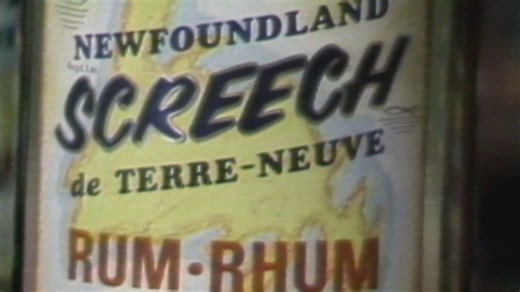 NEWFOUNDLAND
SCREECH
de TERRE-NEUVE
RUM•RHUM